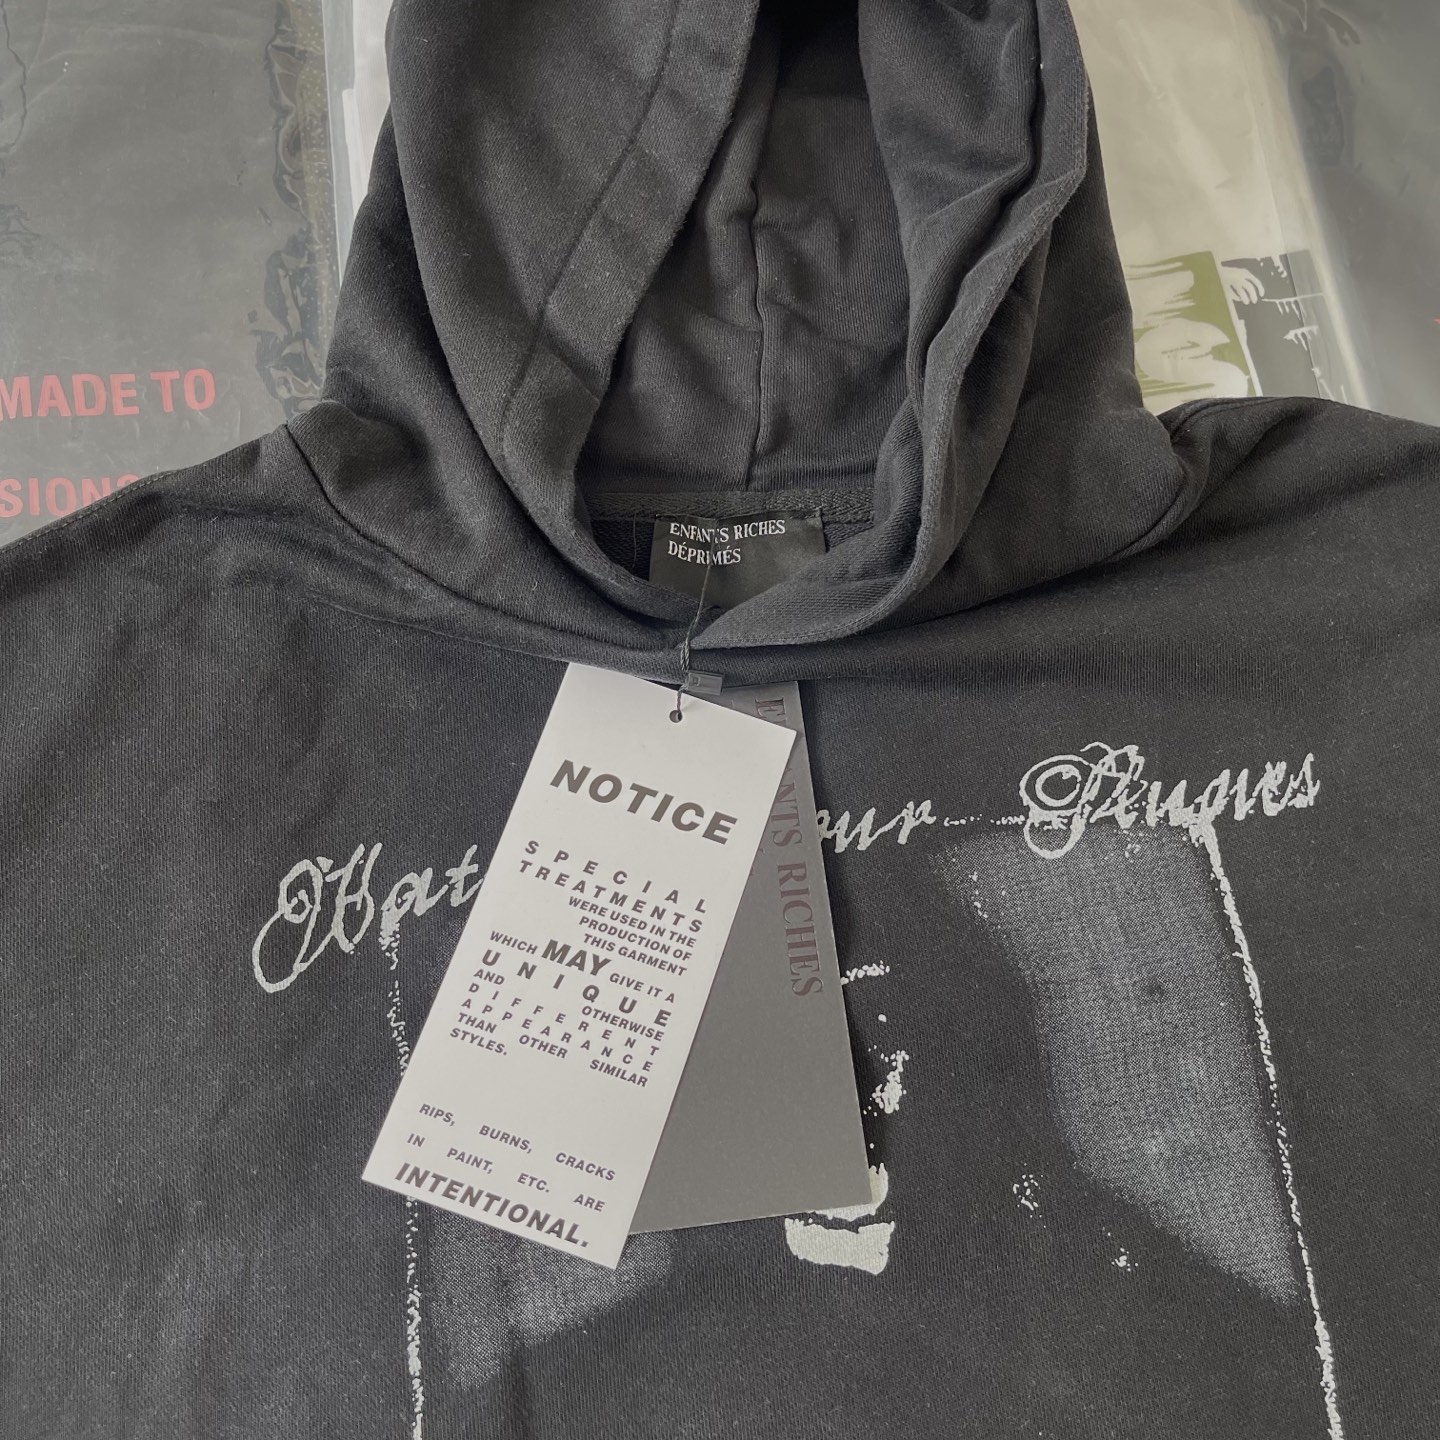 MADE TO
ENFANTS RICHES
DÉPRIMÉS
NTS RICHES
NOTICE
SPECIAL
TREATMENTS
WERE USED IN THE
PRODUCTION OF
THIS GARMENT
WHICH MAY GIVE IT A
UNIQUE
AND OTHERWISE
DIFFERENT
APPEARANCE
THAN OTHER SIMILAR
STYLES.
RIPS, BURNS, CRACKS
IN PAINT, ETC. ARE
INTENTIONAL.